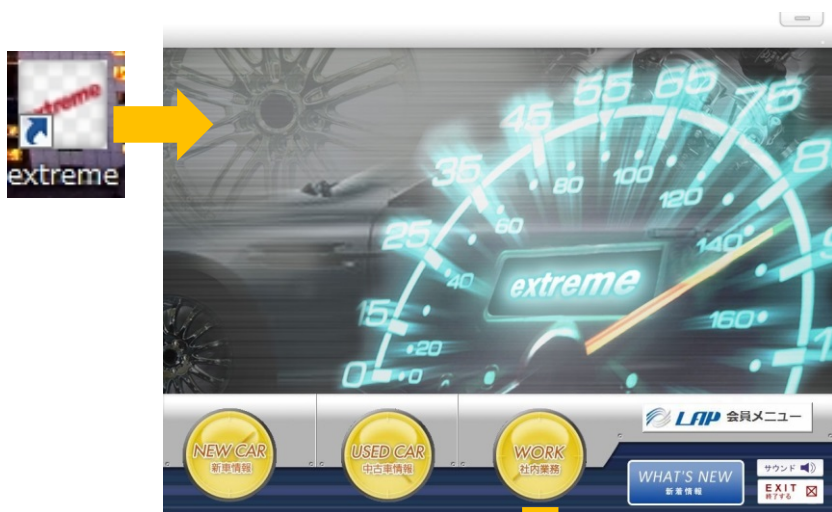 extreme
extreme
0
15
25
35
45
55
65
75
0
20
40
60
80
100
120
140
160
extreme
LAP 会員メニュー
NEW CAR
新車情報
USED CAR
中古車情報
WORK
社内業務
WHAT'S NEW
新着情報
サウンド
EXIT
終了する